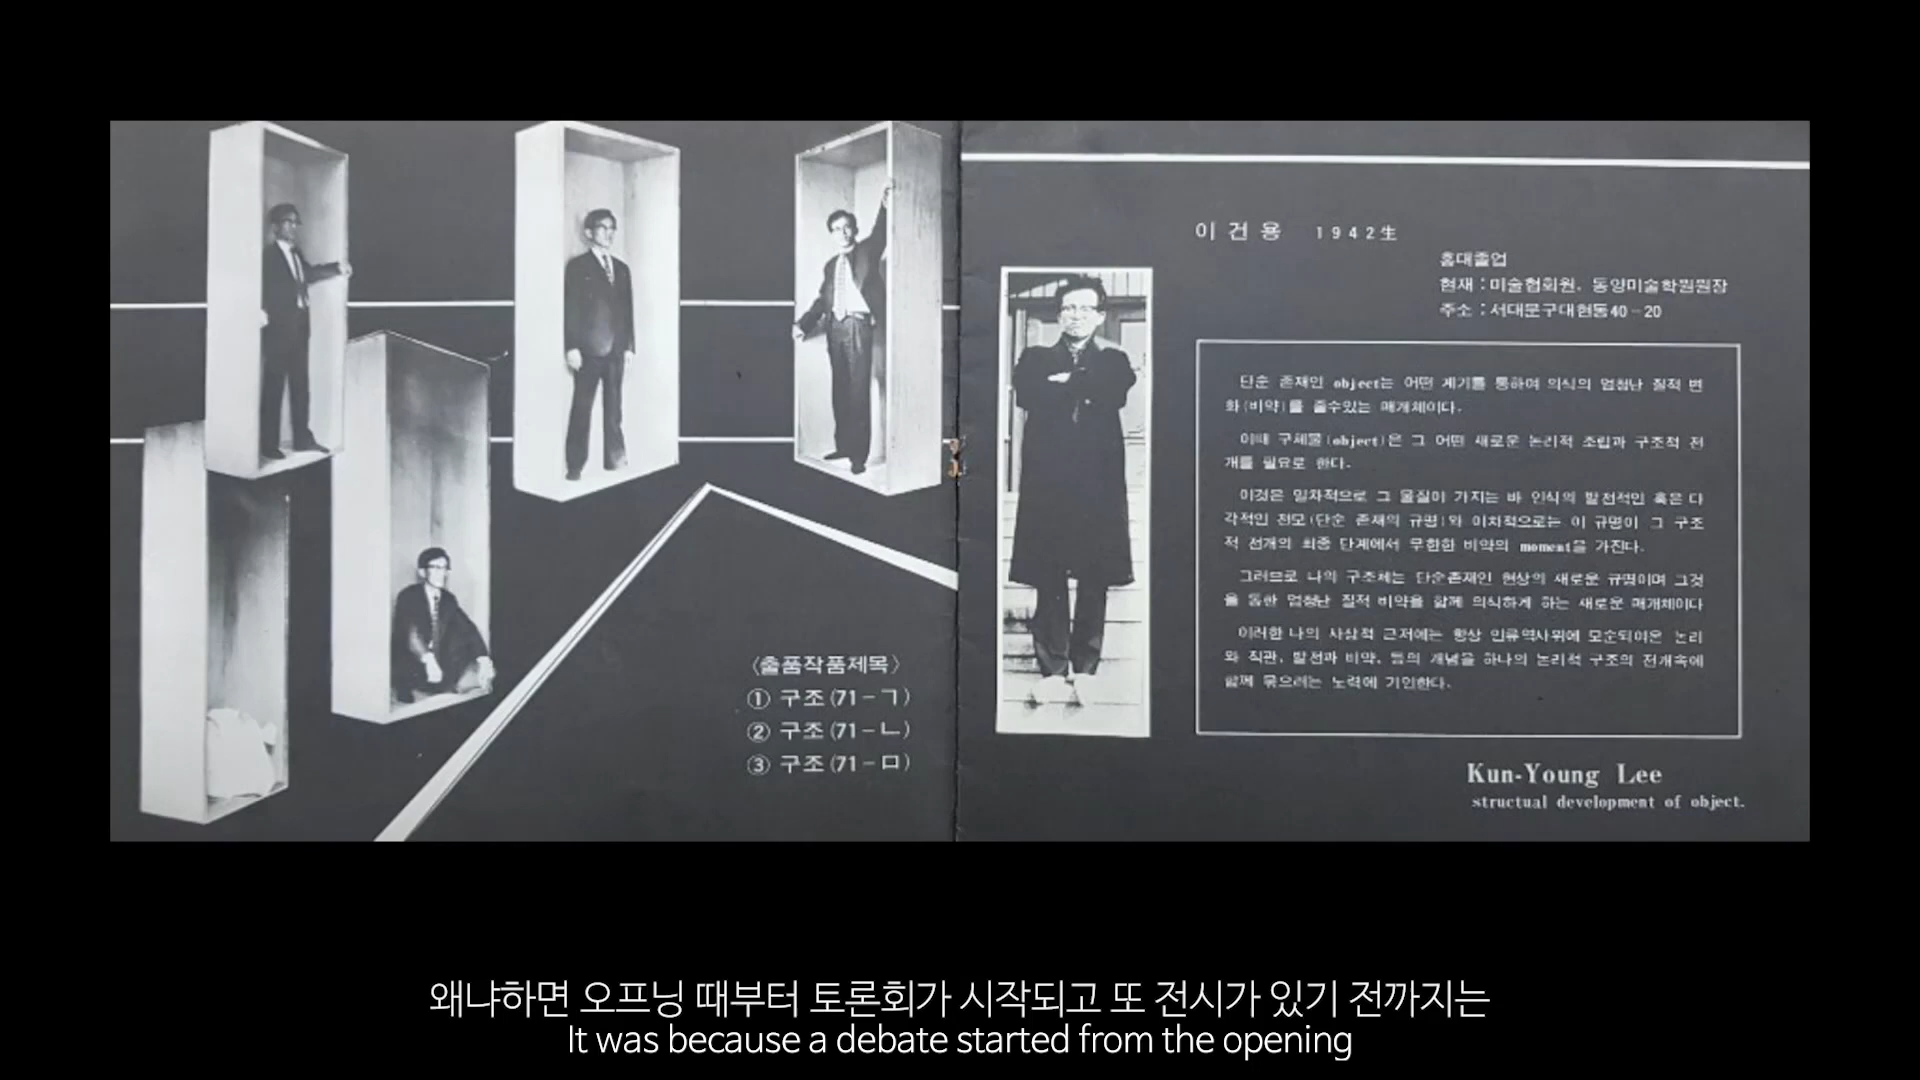 〈출품작품제목〉
① 구조(71-ㄱ)
② 구조(71-ㄴ)
③ 구조(71-ㅁ)
이건용 1942生
홍대졸업
현재:미술협회원. 동양미술학원원장
주소:서대문구대현동40-20
단순 존재인 object는 어떤 계기를 통하여 의식의 엄청난 질적 변
화(비약)를 줄수있는 매개체이다.
이때 구체물(object)은 그 어떤 새로운 논리적 조립과 구조적 전
개를 필요로 한다.
이것은 일차적으로 그 물질이 가지는 바 인식의 발전적인 혹은 다
각적인 전모(단순 존재의 규명)와 이차적으로는 이 규명이 그 구조
적 전개의 최종 단계에서 무한한 비약의 moment을 가진다.
그러므로 나의 구조체는 단순존재인 현상의 새로운 규명이며 그것
을 통한 엄청난 질적 비약을 함께 의식하게 하는 새로운 매개체이다
이러한 나의 사상적 근저에는 항상 인류역사위에 모순되여온 논리
와 직관, 발전과 비약, 등의 개념을 하나의 논리적 구조의 전개속에
함께 묶으려는 노력에 기인한다.
Kun-Young Lee
structual development of object.
왜냐하면 오프닝 때부터 토론회가 시작되고 또 전시가 있기 전까지는
It was because a debate started from the opening